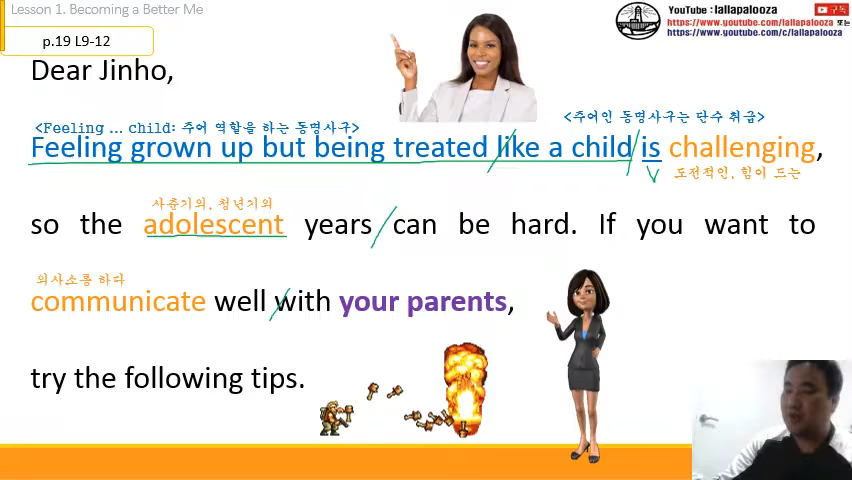 Lesson 1. Becoming a Better Me
YouTube : lallapalooza 구독
https://www.youtube.com/lallapalooza 또는
https://www.youtube.com/c/lallapalooza
p.19 L9-12
Dear Jinho,
<Feeling ... child: 주어 역할을 하는 동명사구> <주어인 동명사구는 단수 취급>
Feeling grown up but being treated like a child is challenging,
V 도전적인, 힘이 드는
사춘기의, 청년기의
so the adolescent years can be hard. If you want to
의사소통 하다
communicate well with your parents,
try the following tips.